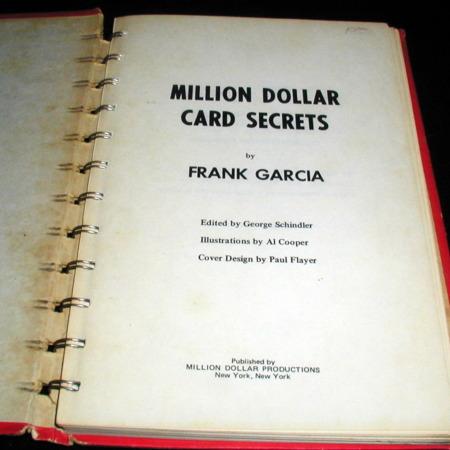 MILLION DOLLAR
CARD SECRETS
by
FRANK GARCIA
Edited by George Schindler
Illustrations by Al Cooper
Cover Design by Paul Flayer
Published by
MILLION DOLLAR PRODUCTIONS
New York, New York